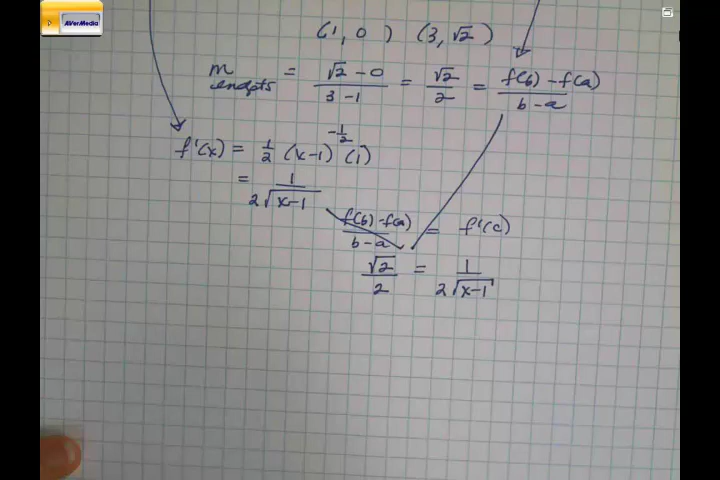 AVerMedia
(1, 0) (3, √2)
m endpts = (√2 - 0)/(3 - 1) = √2/2 = (f(b) - f(a))/(b - a)
f'(x) = 1/2 (x-1)^(-1/2) (1)
= 1/(2√(x-1))
(f(b) - f(a))/(b - a) = f'(c)
√2/2 = 1/(2√(x-1))